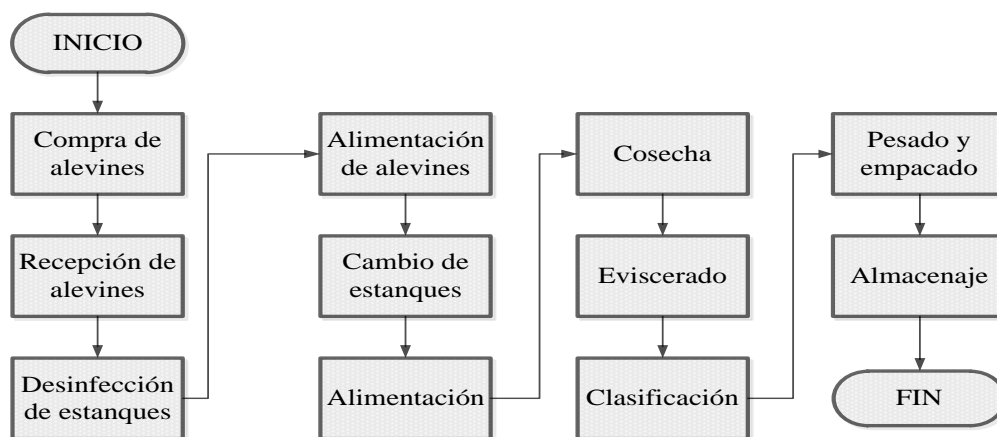 INICIO
Compra de
alevines
Recepción de
alevines
Desinfección
de estanques
Alimentación
de alevines
Cambio de
estanques
Alimentación
Cosecha
Eviscerado
Clasificación
Pesado y
empacado
Almacenaje
FIN